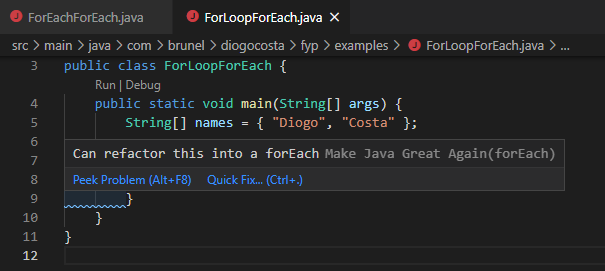 ForEachForEach.java
ForLoopForEach.java
src > main > java > com > brunel > diogocosta > fyp > examples > ForLoopForEach.java > ...
3 public class ForLoopForEach {
Run | Debug
4 public static void main(String[] args) {
5 String[] names = { "Diogo", "Costa" };
6
Can refactor this into a forEach Make Java Great Again(forEach)
7
8 Peek Problem (Alt+F8) Quick Fix... (Ctrl+.)
9 }
10 }
11 }
12